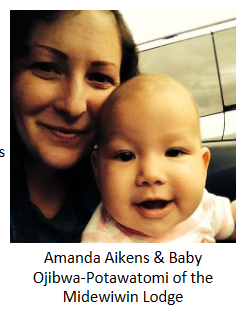 s
Amanda Aikens & Baby
Ojibwa-Potawatomi of the
Midewiwin Lodge